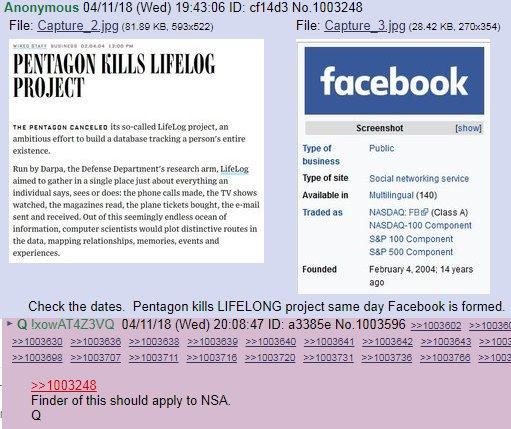 Anonymous 04/11/18 (Wed) 19:43:06 ID: cf14d3 No.1003248
File: Capture_2.jpg (81.89 KB, 593x522)
File: Capture_3.jpg (28.42 KB, 270x354)
WIRED STAFF BUSINESS 02.04.04 12:00 PM
PENTAGON KILLS LIFELOG
PROJECT
THE PENTAGON CANCELED its so-called LifeLog project, an
ambitious effort to build a database tracking a person's entire
existence.
Run by Darpa, the Defense Department's research arm, LifeLog
aimed to gather in a single place just about everything an
individual says, sees or does: the phone calls made, the TV shows
watched, the magazines read, the plane tickets bought, the e-mail
sent and received. Out of this seemingly endless ocean of
information, computer scientists would plot distinctive routes in
the data, mapping relationships, memories, events and
experiences.
facebook
Screenshot [show]
Type of business Public
Type of site Social networking service
Available in Multilingual (140)
Traded as NASDAQ: FB (Class A)
NASDAQ-100 Component
S&P 100 Component
S&P 500 Component
Founded February 4, 2004; 14 years
ago
Check the dates. Pentagon kills LIFELONG project same day Facebook is formed.
Q !xowAT4Z3VQ 04/11/18 (Wed) 20:08:47 ID: a3385e No.1003596 >>1003602
>>1003630 >>1003636 >>1003638 >>1003639 >>1003640 >>1003641 >>1003642 >>1003643
>>1003698 >>1003707 >>1003711 >>1003716 >>1003720 >>1003731 >>1003736 >>1003766
>>1003248
Finder of this should apply to NSA.
Q